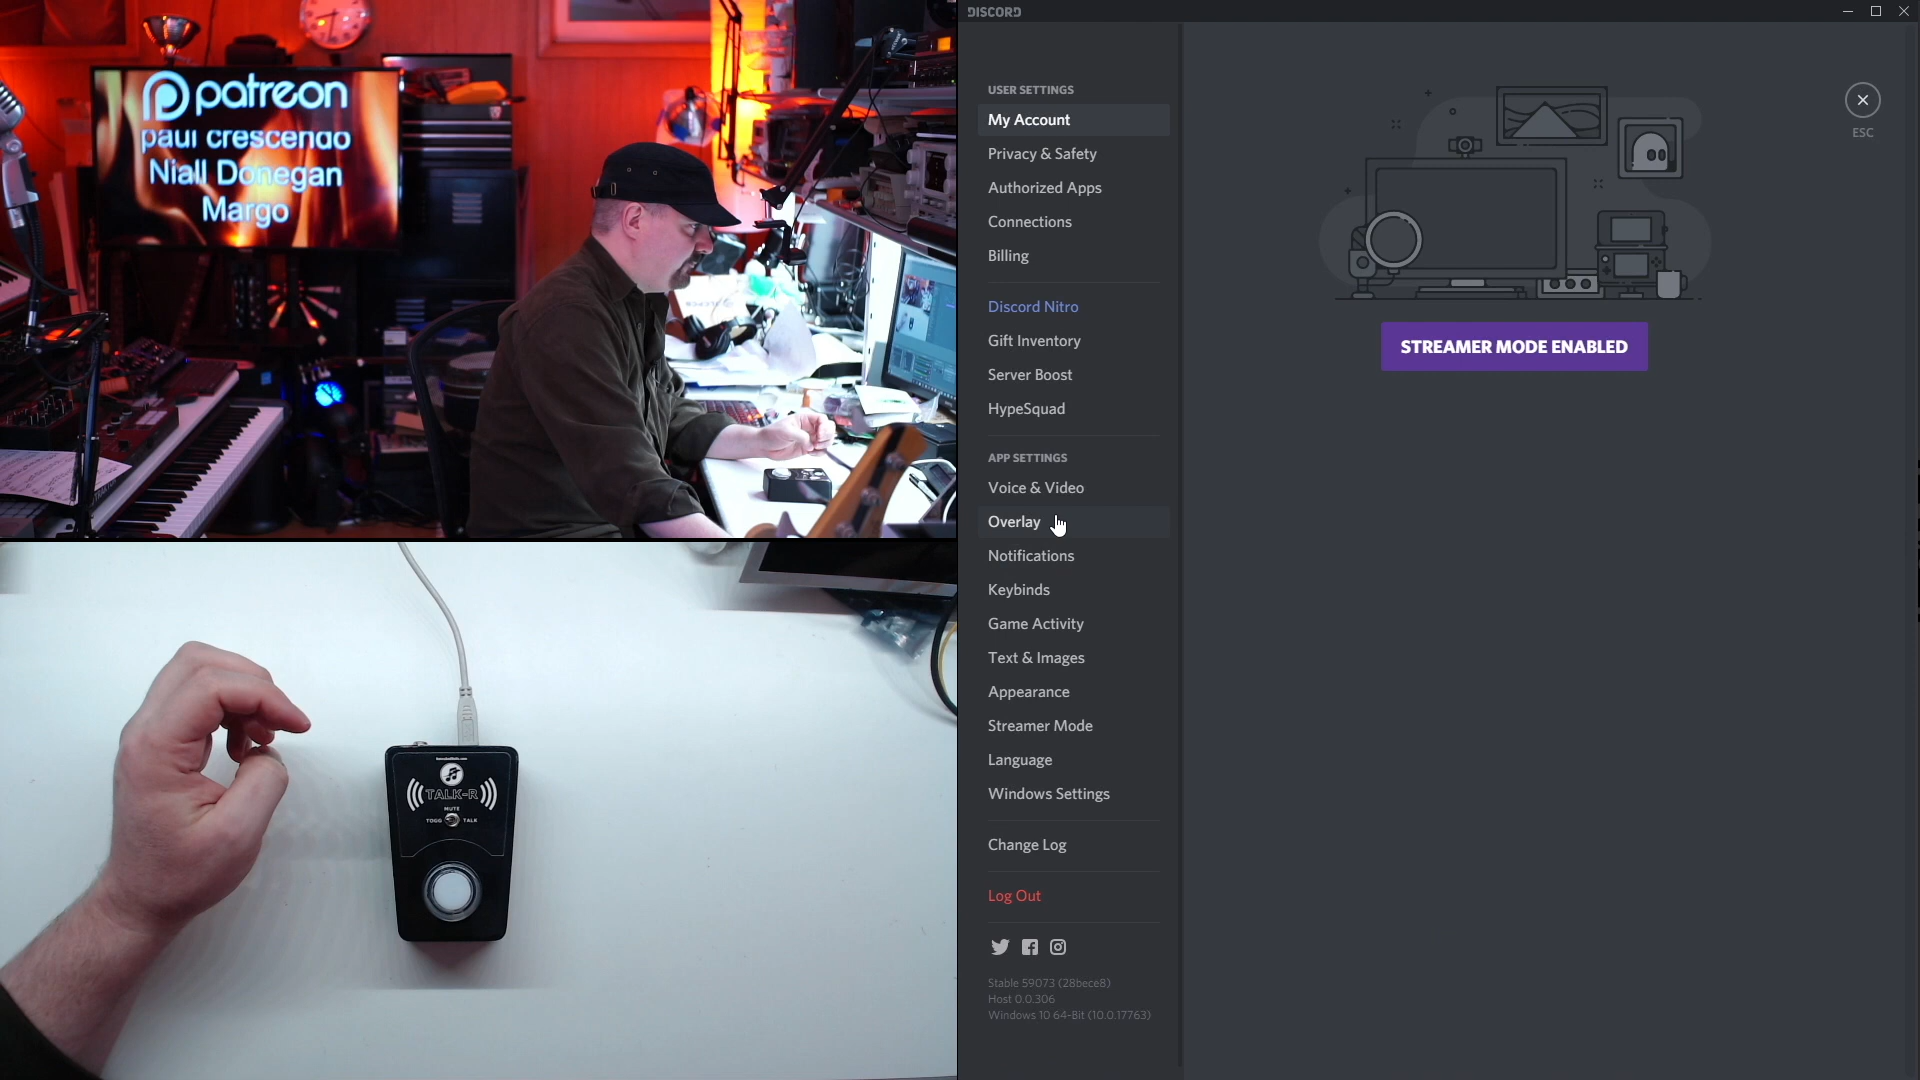 patreon
paul crescendo
Niall Donegan
Margo
TALK-R
MUTE
TOGG TALK
DISCORD
USER SETTINGS
My Account
Privacy & Safety
Authorized Apps
Connections
Billing
Discord Nitro
Gift Inventory
Server Boost
HypeSquad
APP SETTINGS
Voice & Video
Overlay
Notifications
Keybinds
Game Activity
Text & Images
Appearance
Streamer Mode
Language
Windows Settings
Change Log
Log Out
Stable 59073 (28bece8)
Host 0.0.306
Windows 10 64-Bit (10.0.17763)
ESC
STREAMER MODE ENABLED